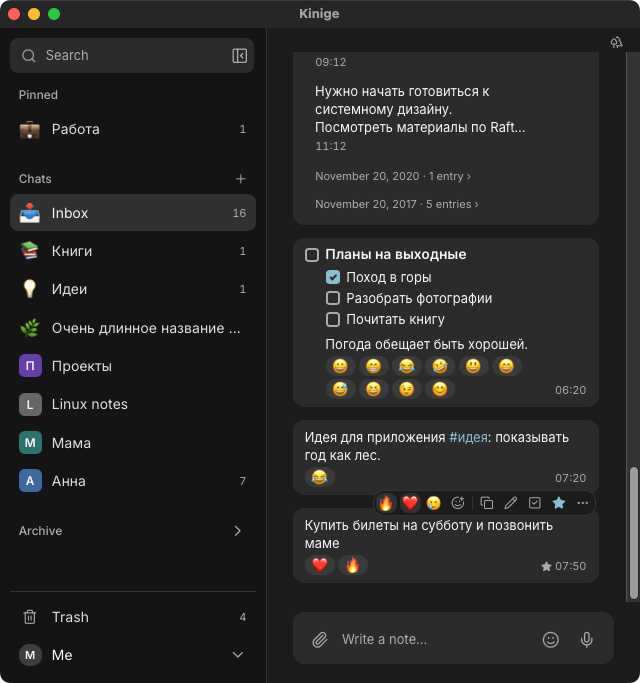 Kinige
Search
Pinned
Работа
1
Chats
Inbox
16
Книги
1
Идеи
1
Очень длинное название ...
П
Проекты
L
Linux notes
М
Мама
А
Анна
7
Archive
Trash
4
M
Me
09:12
Нужно начать готовиться к
системному дизайну.
Посмотреть материалы по Raft...
11:12
November 20, 2020 · 1 entry ›
November 20, 2017 · 5 entries ›
Планы на выходные
Поход в горы
Разобрать фотографии
Почитать книгу
Погода обещает быть хорошей.
06:20
Идея для приложения #идея: показывать
год как лес.
07:20
Купить билеты на субботу и позвонить
маме
07:50
Write a note...